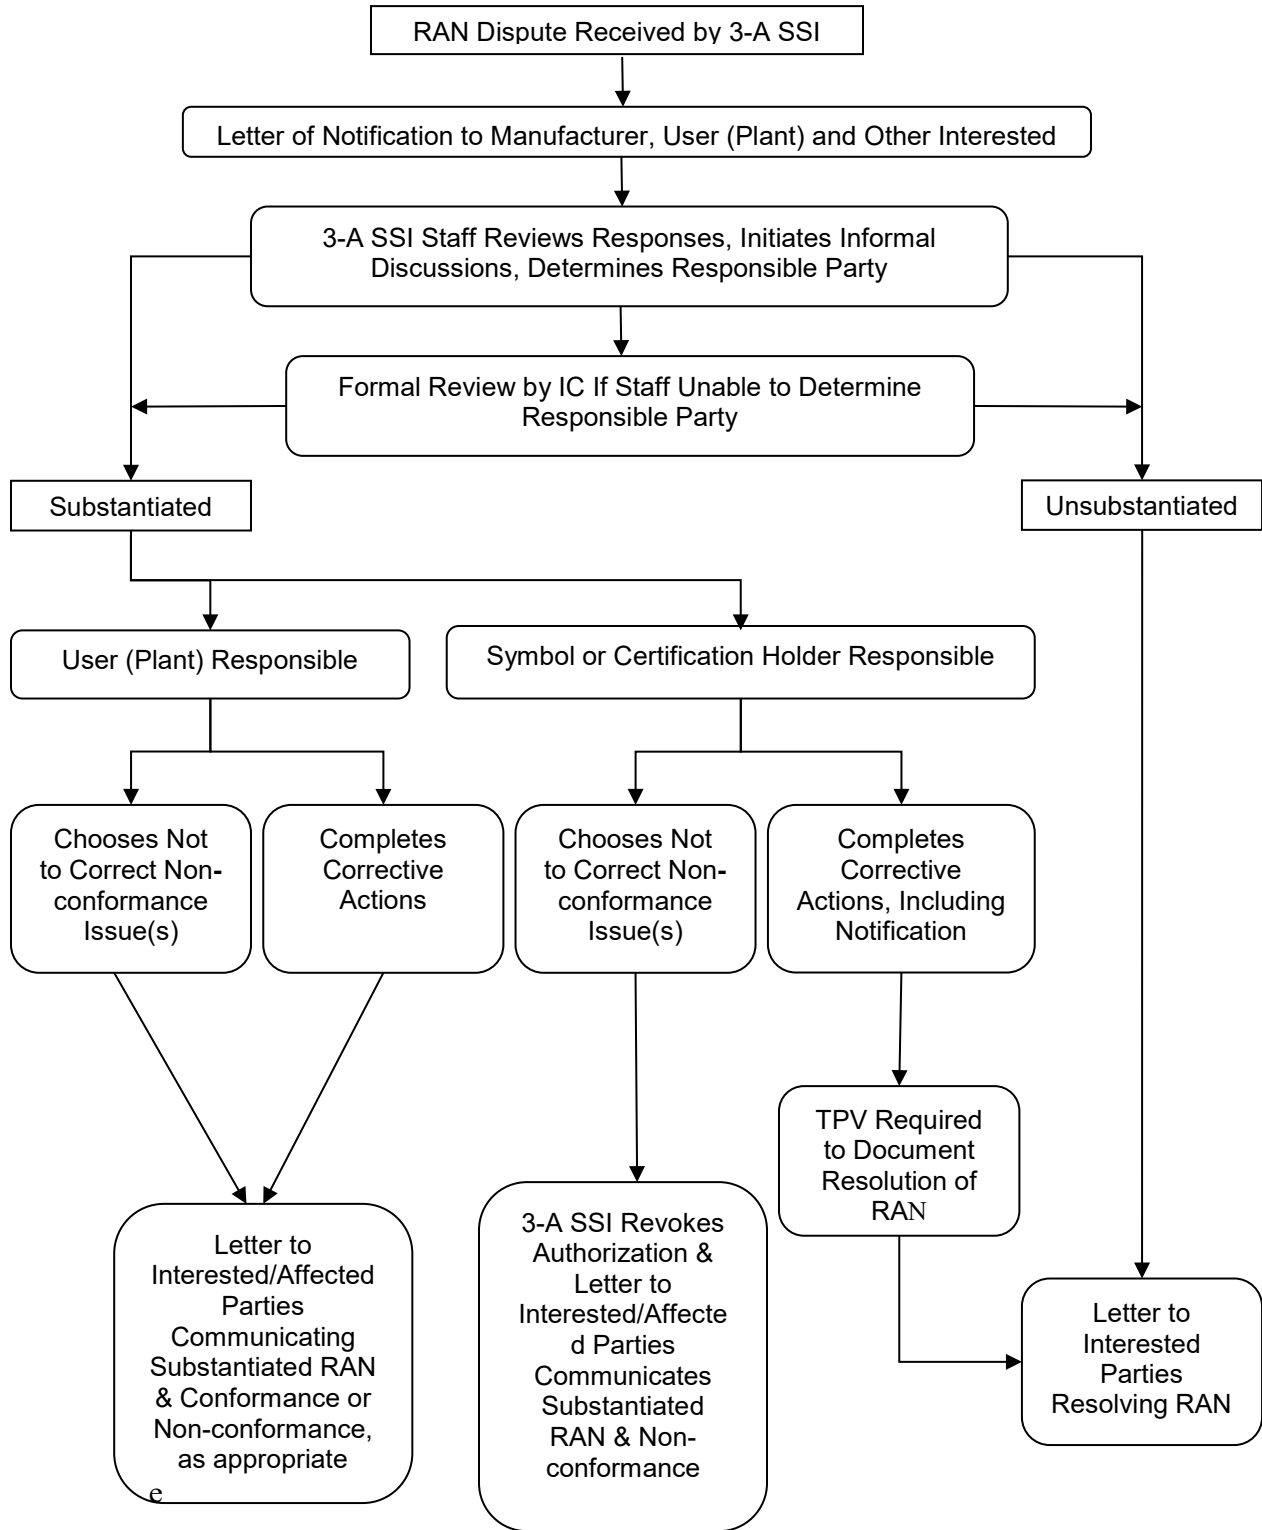 RAN Dispute Received by 3-A SSI
Letter of Notification to Manufacturer, User (Plant) and Other Interested
3-A SSI Staff Reviews Responses, Initiates Informal
Discussions, Determines Responsible Party
Formal Review by IC If Staff Unable to Determine
Responsible Party
Substantiated
Unsubstantiated
User (Plant) Responsible
Symbol or Certification Holder Responsible
Chooses Not
to Correct Non-
conformance
Issue(s)
Completes
Corrective
Actions
Chooses Not
to Correct Non-
conformance
Issue(s)
Completes
Corrective
Actions, Including
Notification
TPV Required
to Document
Resolution of
RAN
Letter to
Interested/Affected
Parties
Communicating
Substantiated RAN
& Conformance or
Non-conformance,
as appropriate
e
3-A SSI Revokes
Authorization &
Letter to
Interested/Affecte
d Parties
Communicates
Substantiated
RAN & Non-
conformance
Letter to
Interested
Parties
Resolving RAN